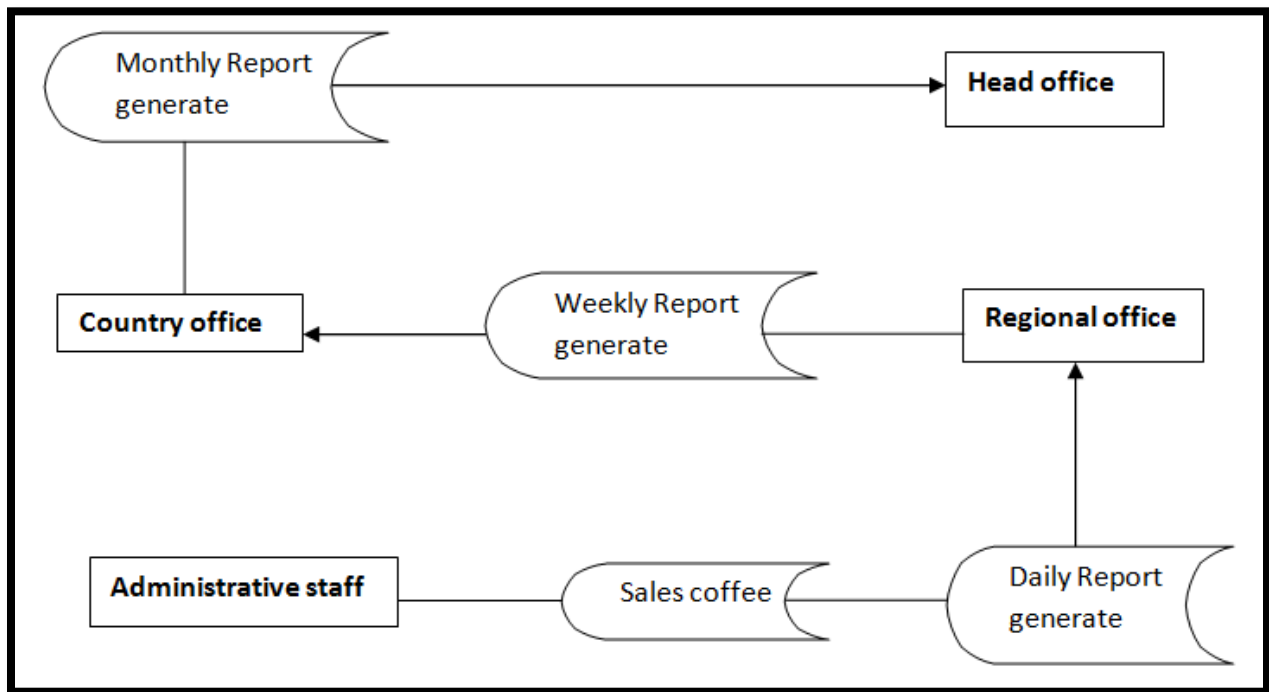 Monthly Report
generate
Head office
Country office
Weekly Report
generate
Regional office
Administrative staff
Sales coffee
Daily Report
generate